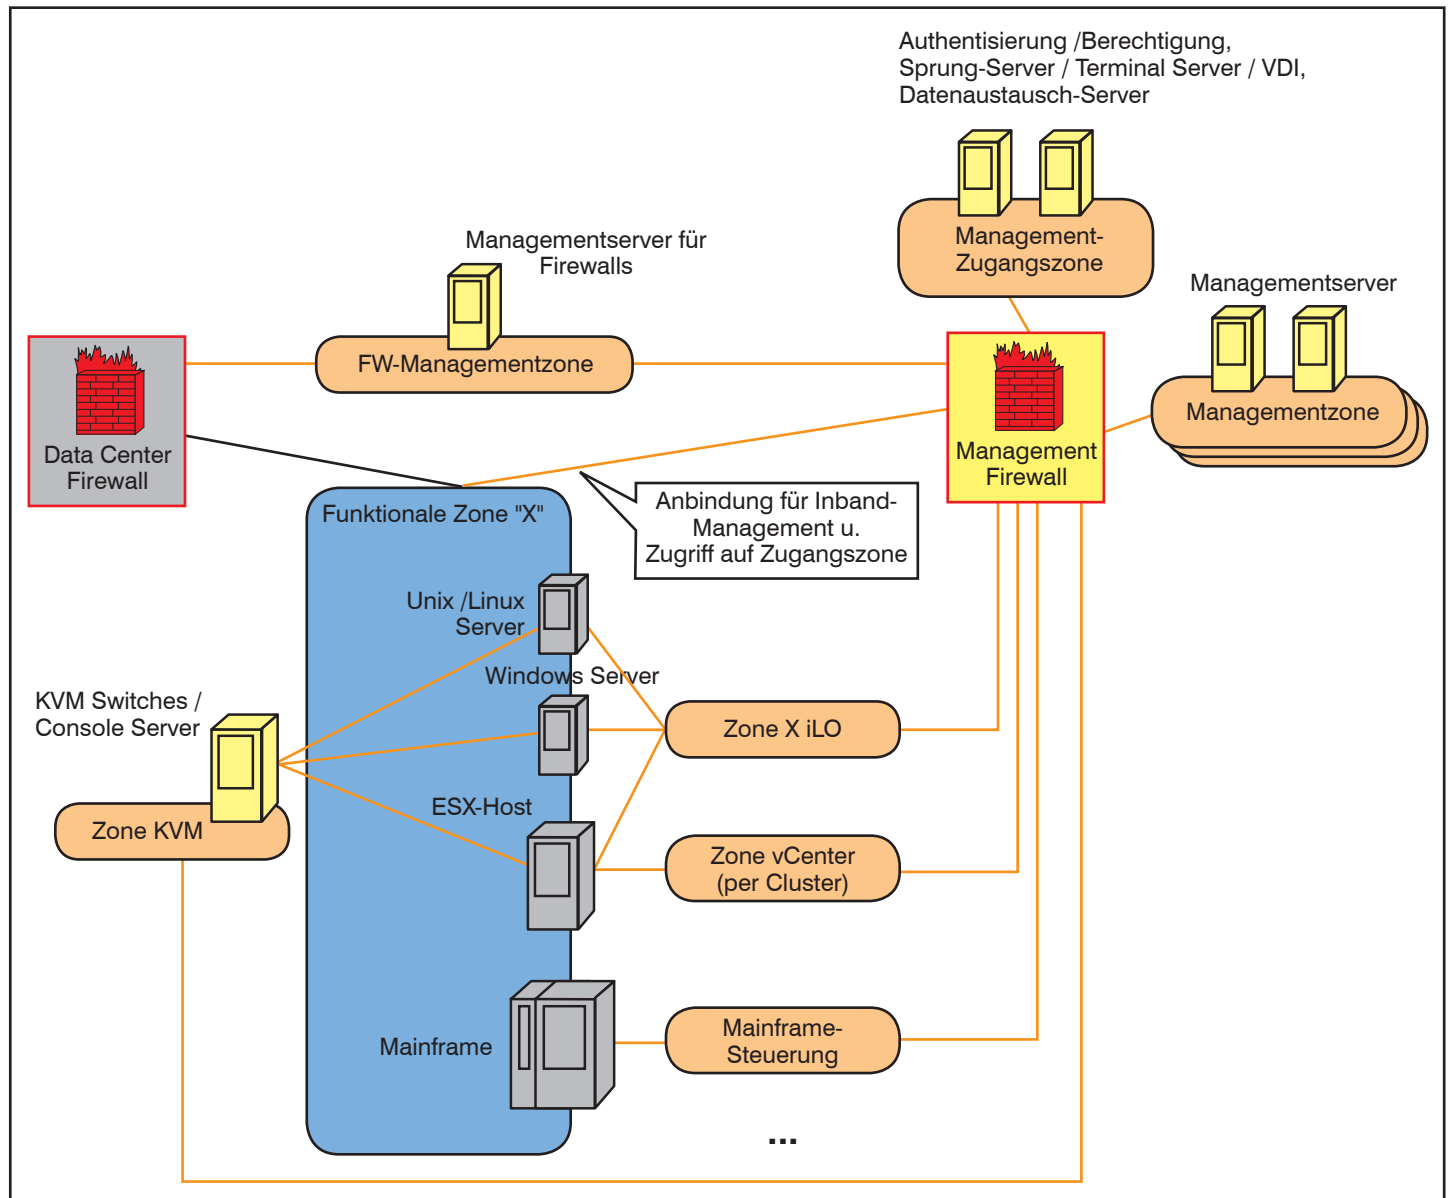 Authentisierung /Berechtigung,
Sprung-Server / Terminal Server / VDI,
Datenaustausch-Server
Management-
Zugangszone
Managementserver für
Firewalls
Managementserver
FW-Managementzone
Managementzone
Data Center
Firewall
Management
Firewall
Anbindung für Inband-
Management u.
Zugriff auf Zugangszone
Funktionale Zone "X"
Unix /Linux
Server
Windows Server
KVM Switches /
Console Server
Zone X iLO
ESX-Host
Zone KVM
Zone vCenter
(per Cluster)
Mainframe
Mainframe-
Steuerung
...